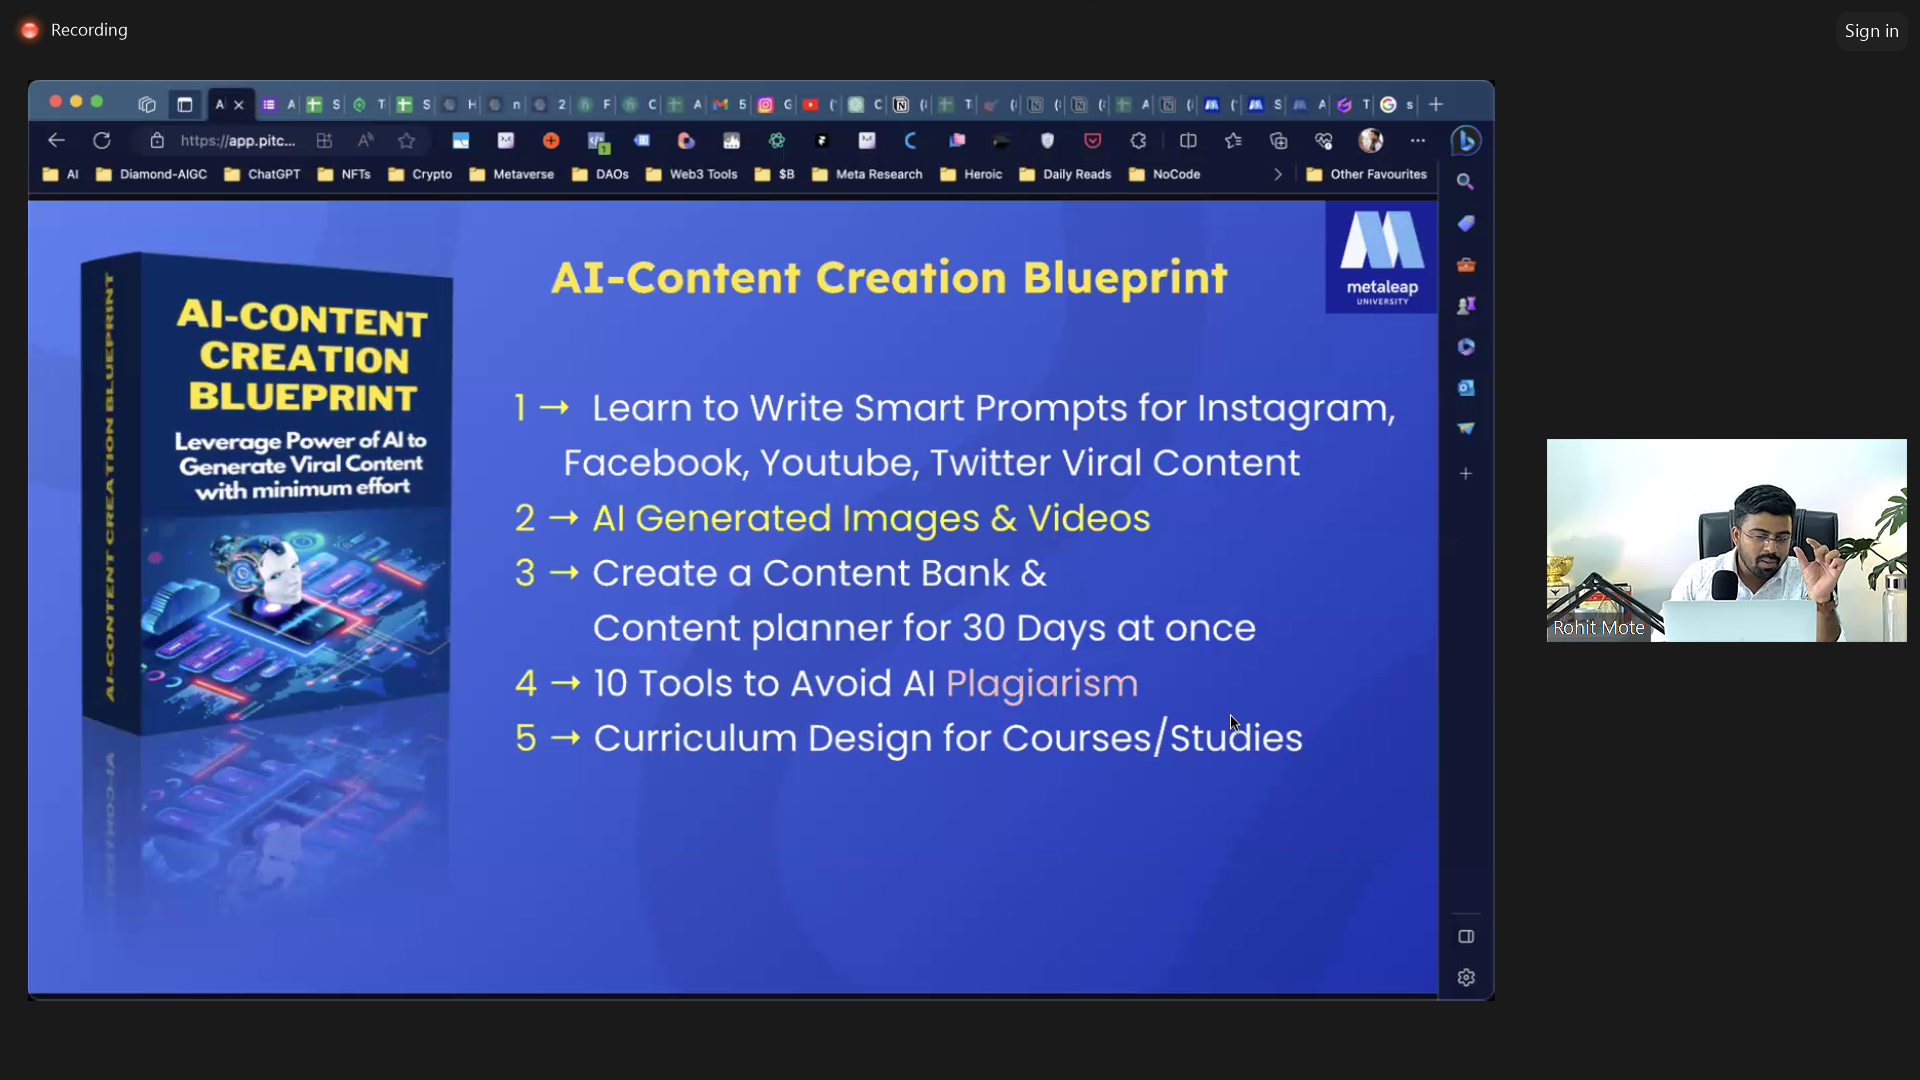 Recording
Sign in
A
A
S
T
S
H
n
2
F
C
A
5
G
C
T
A
S
A
T
s
https://app.pitc...
1
AI
Diamond-AIGC
ChatGPT
NFTs
Crypto
Metaverse
DAOs
Web3 Tools
$B
Meta Research
Heroic
Daily Reads
NoCode
Other Favourites
AI-CONTENT CREATION BLUEPRINT
AI-CONTENT
CREATION
BLUEPRINT
Leverage Power of AI to
Generate Viral Content
with minimum effort
AI-Content Creation Blueprint
metaleap
UNIVERSITY
1 → Learn to Write Smart Prompts for Instagram,
Facebook, Youtube, Twitter Viral Content
2 → AI Generated Images & Videos
3 → Create a Content Bank &
Content planner for 30 Days at once
4 → 10 Tools to Avoid AI Plagiarism
5 → Curriculum Design for Courses/Studies
Rohit Mote